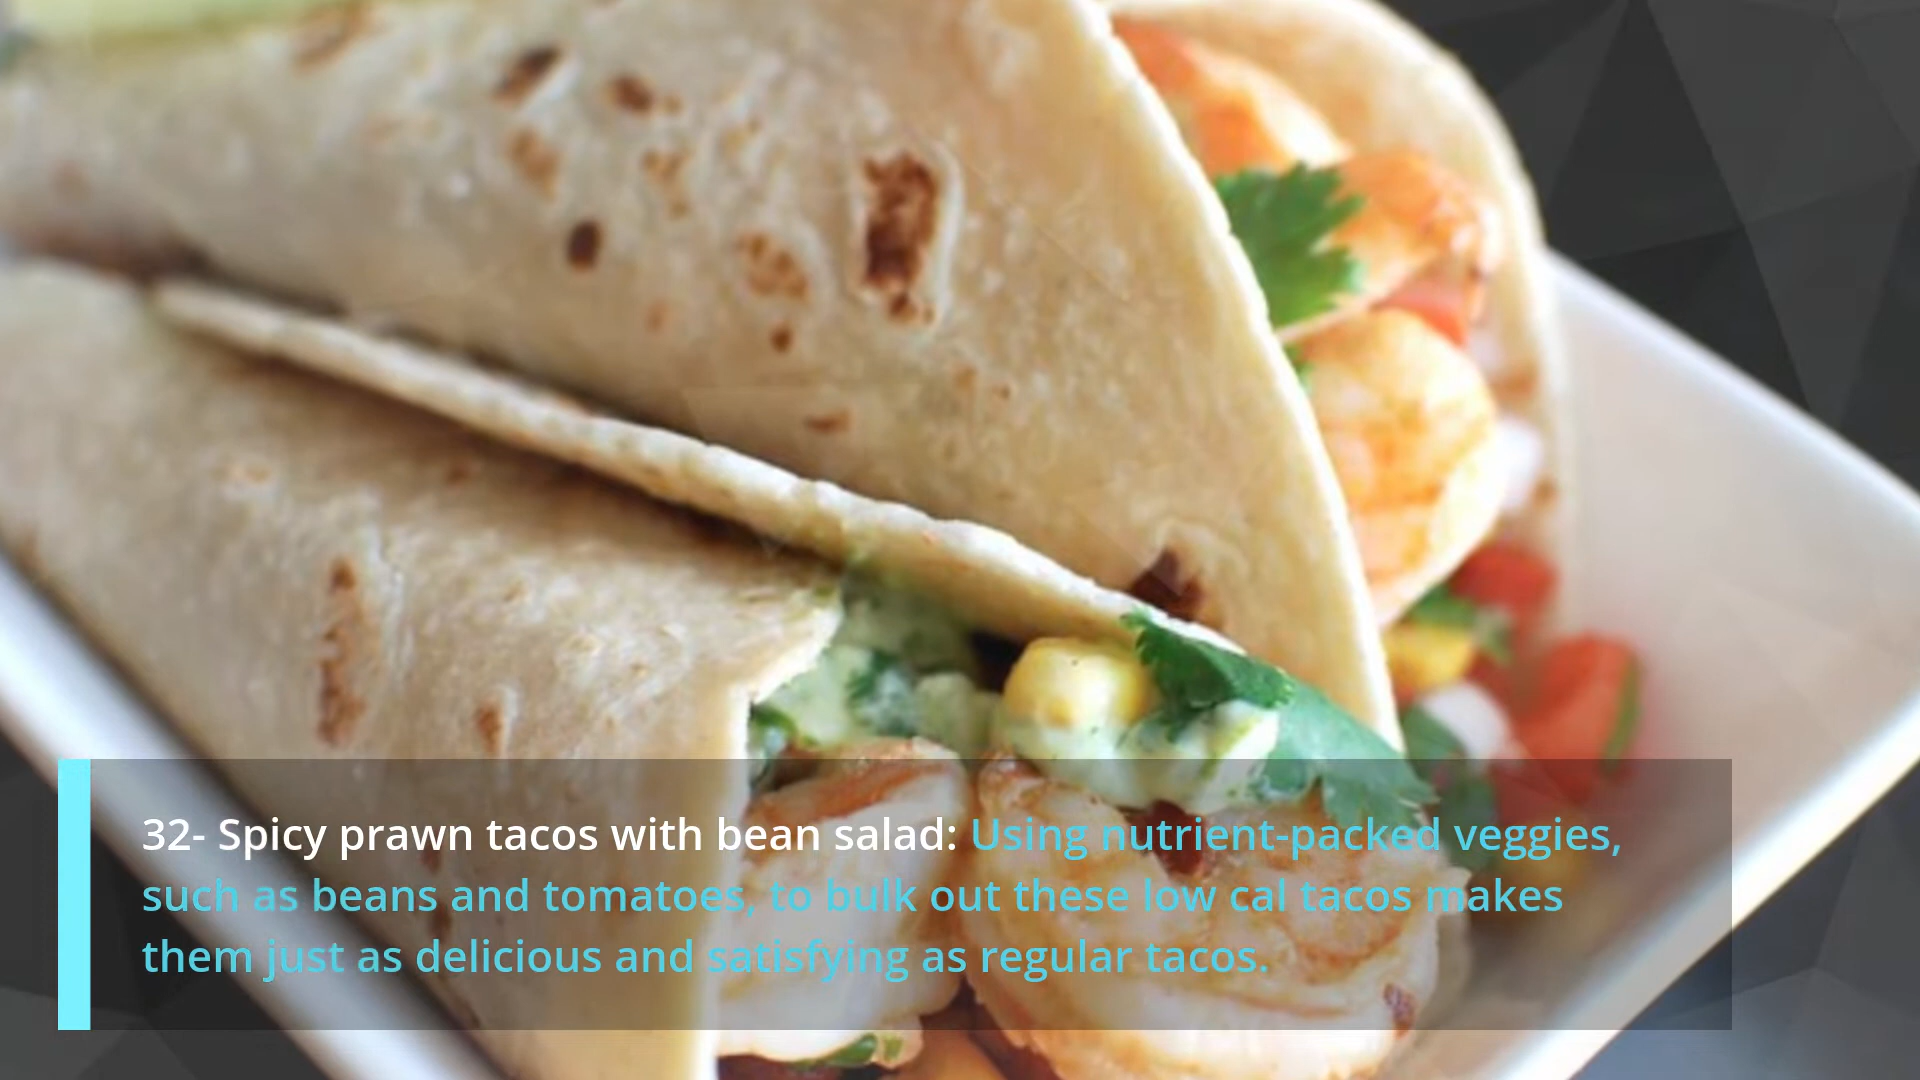 32- Spicy prawn tacos with bean salad: Using nutrient-packed veggies,
such as beans and tomatoes, to bulk out these low cal tacos makes
them just as delicious and satisfying as regular tacos.